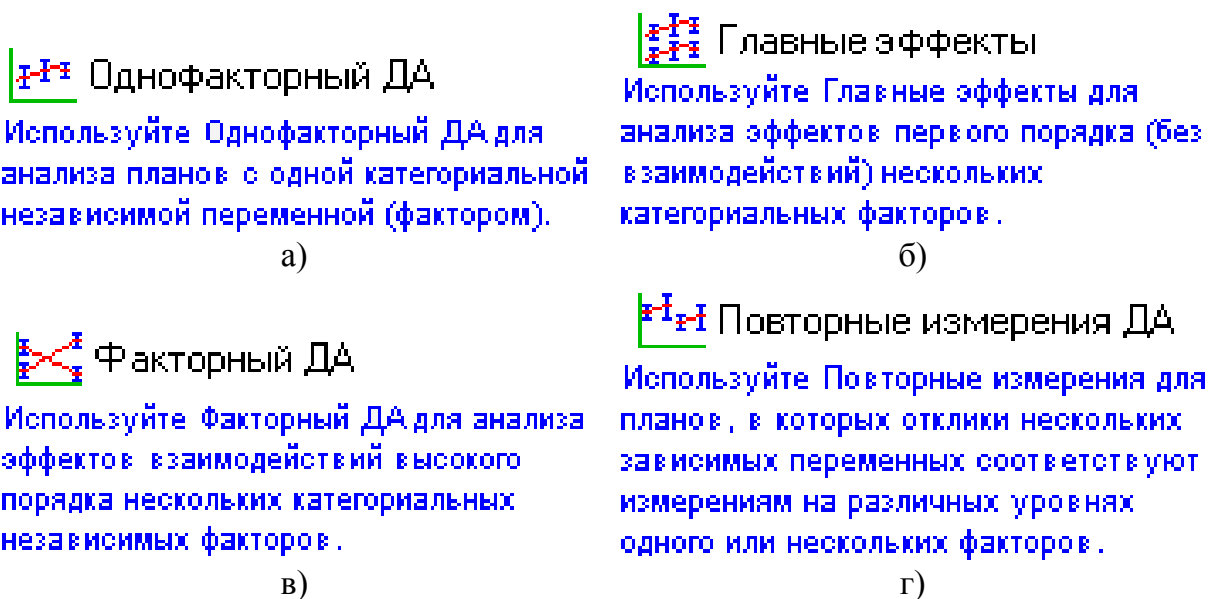 Однофакторный ДА
Используйте Однофакторный ДА для
анализа планов с одной категориальной
независимой переменной (фактором).
а)
Главные эффекты
Используйте Главные эффекты для
анализа эффектов первого порядка (без
взаимодействий) нескольких
категориальных факторов.
б)
Факторный ДА
Используйте Факторный ДА для анализа
эффектов взаимодействий высокого
порядка нескольких категориальных
независимых факторов.
в)
Повторные измерения ДА
Используйте Повторные измерения для
планов, в которых отклики нескольких
зависимых переменных соответствуют
измерениям на различных уровнях
одного или нескольких факторов.
г)